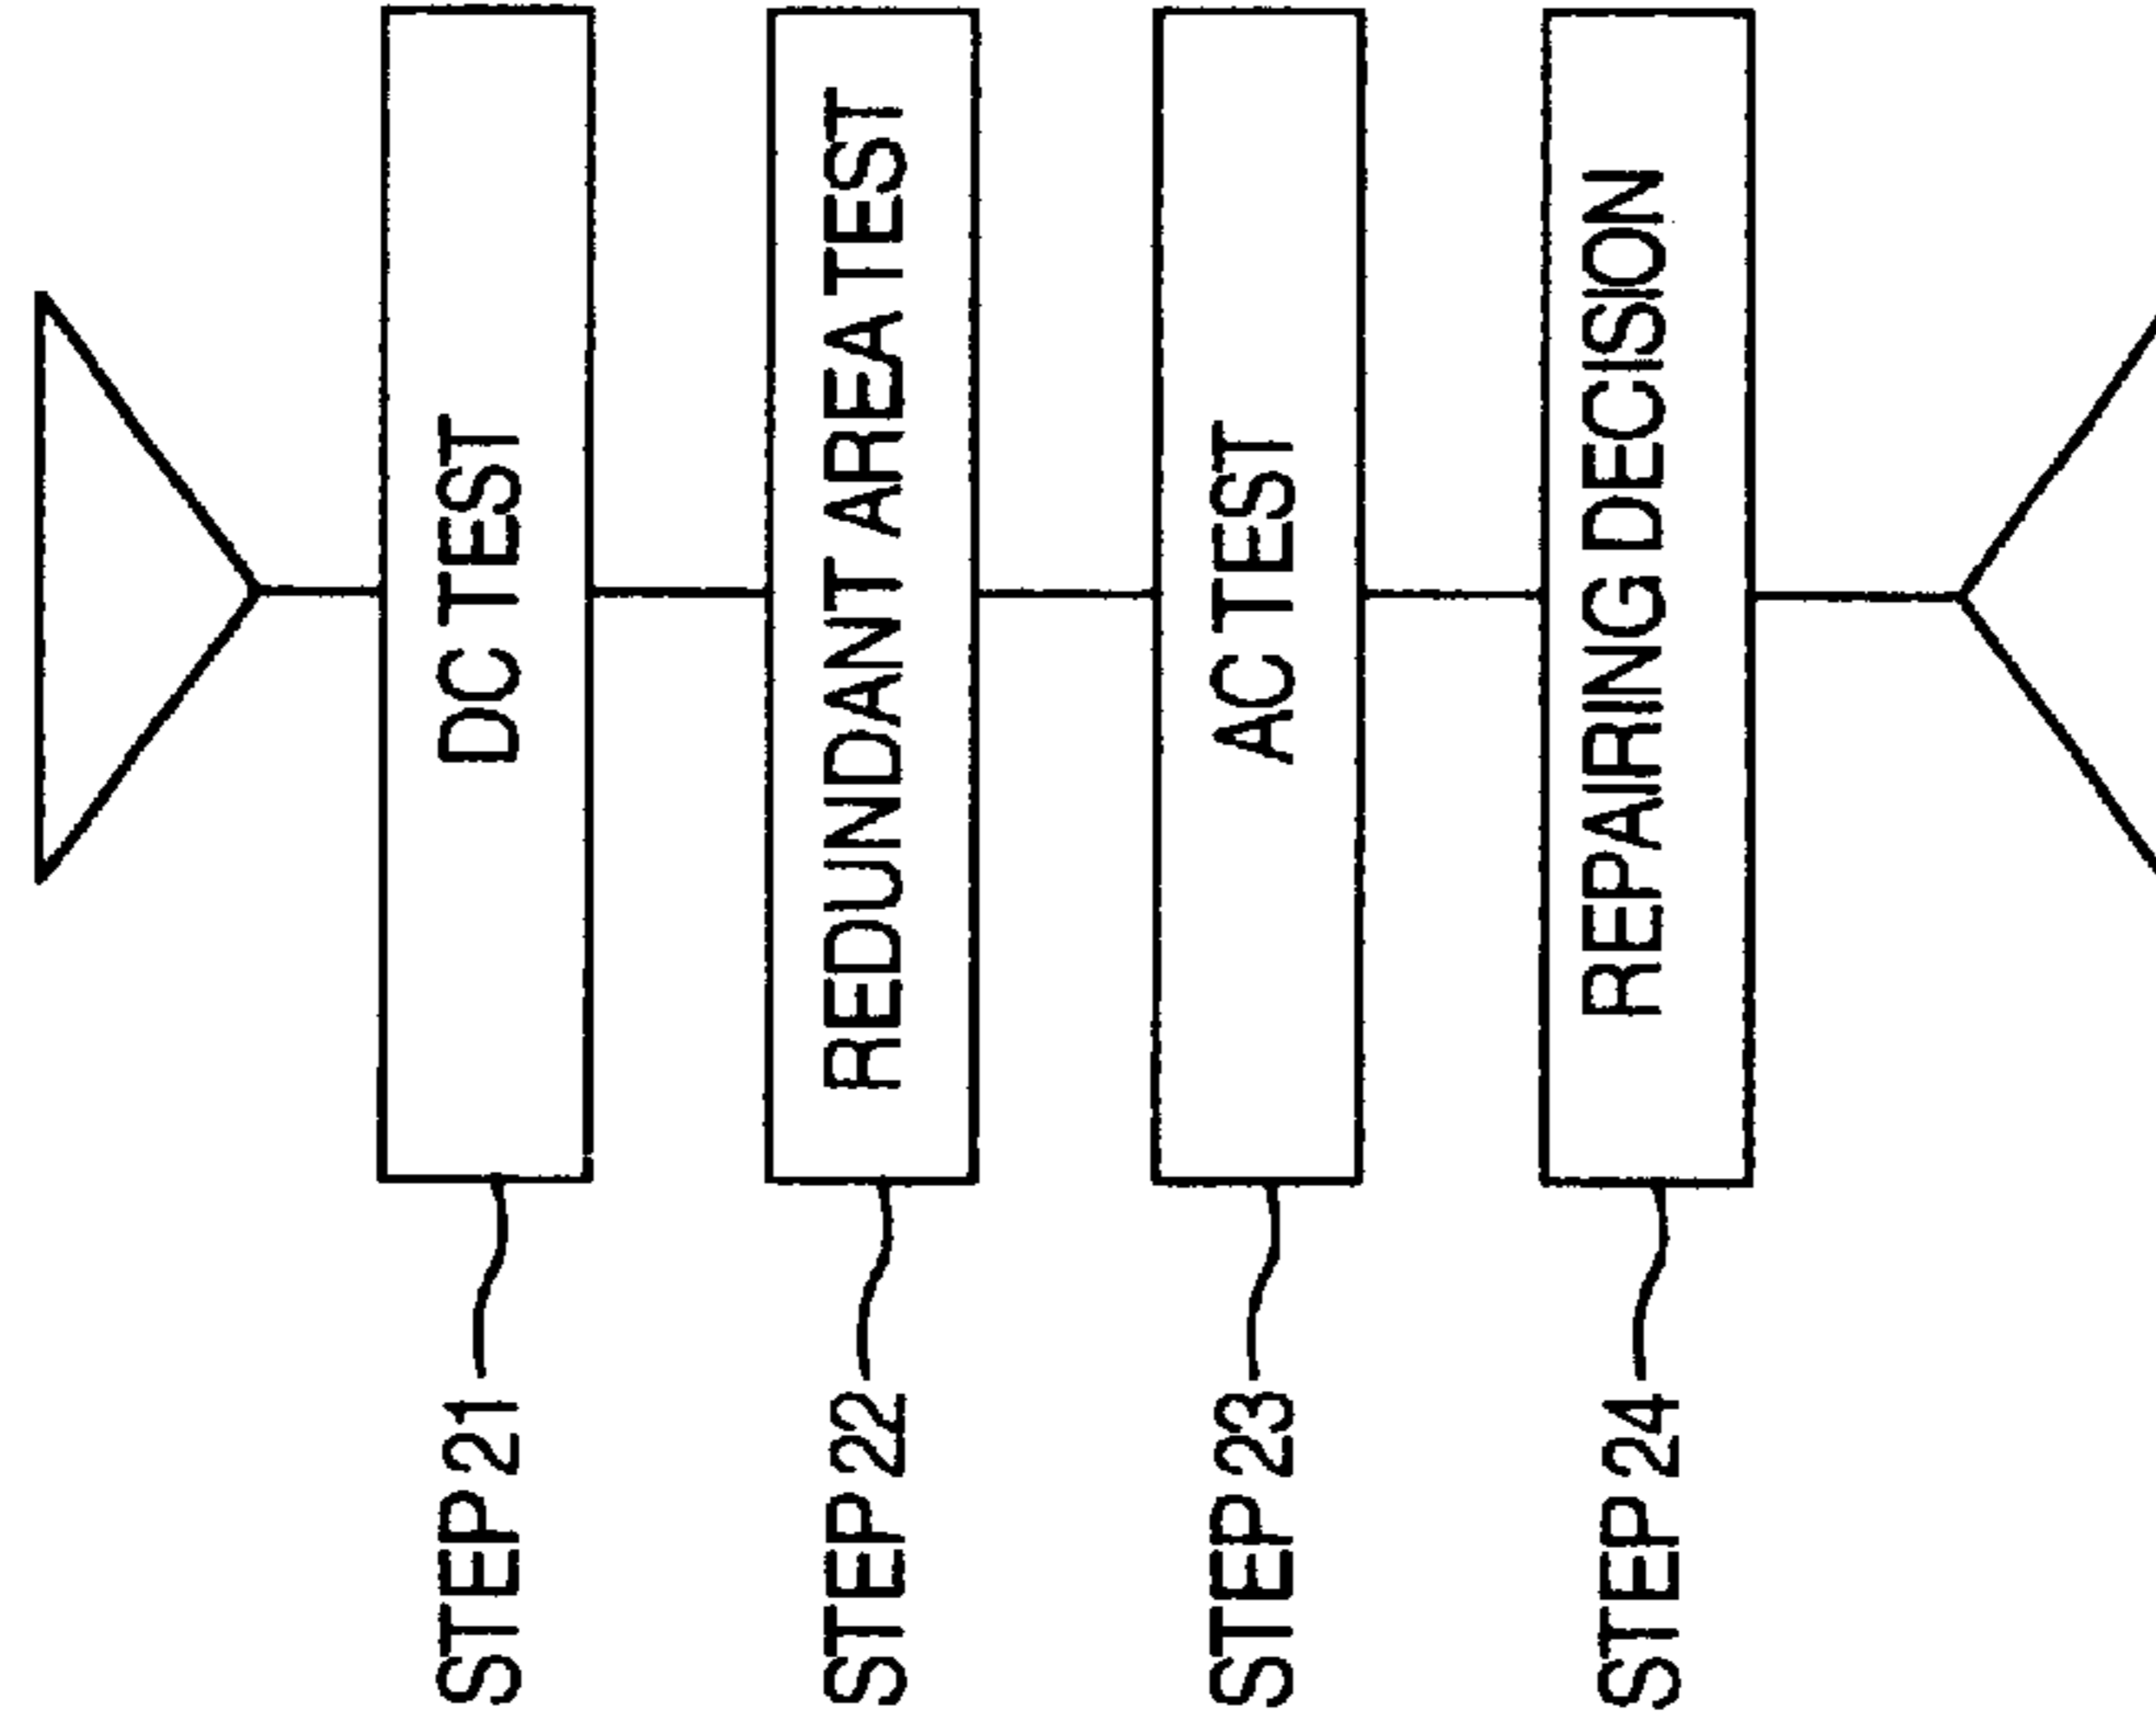 STEP 21
DC TEST
STEP 22
REDUNDANT AREA TEST
STEP 23
AC TEST
STEP 24
REPAIRING DECISION